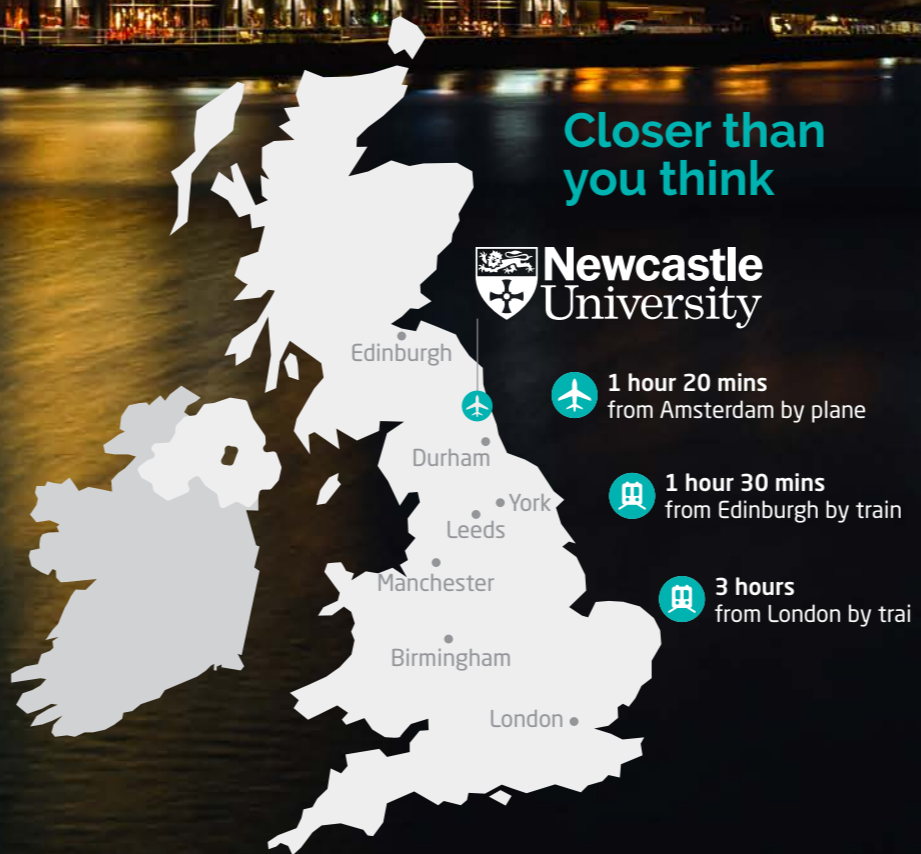 Closer than
you think
Newcastle
University
Edinburgh
1 hour 20 mins
from Amsterdam by plane
Durham
1 hour 30 mins
from Edinburgh by train
York
Leeds
Manchester
3 hours
from London by trai
Birmingham
London